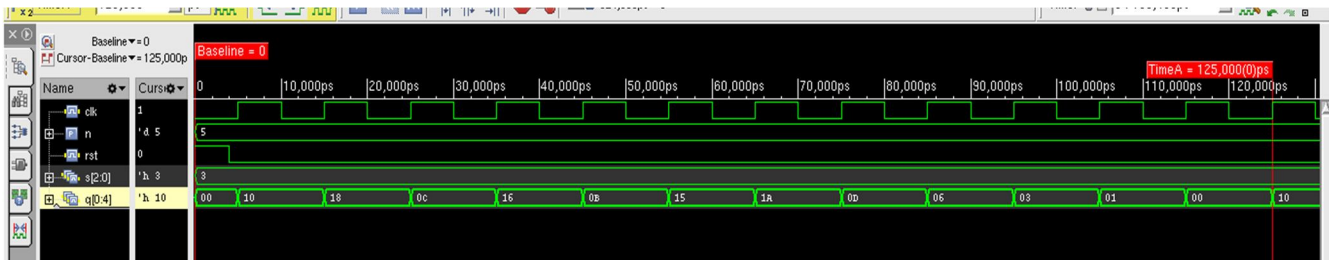 x2
Baseline ▾= 0
Cursor-Baseline ▾= 125,000p
Baseline = 0
TimeA = 125,000(0)ps
Name Curs
0 10,000ps 20,000ps 30,000ps 40,000ps 50,000ps 60,000ps 70,000ps 80,000ps 90,000ps 100,000ps 110,000ps 120,000ps
clk 1
n 'd 5 5
rst 0
s[2:0] 'h 3 3
q[0:4] 'h 10 00 10 18 0C 16 0B 15 1A 0D 06 03 01 00 10